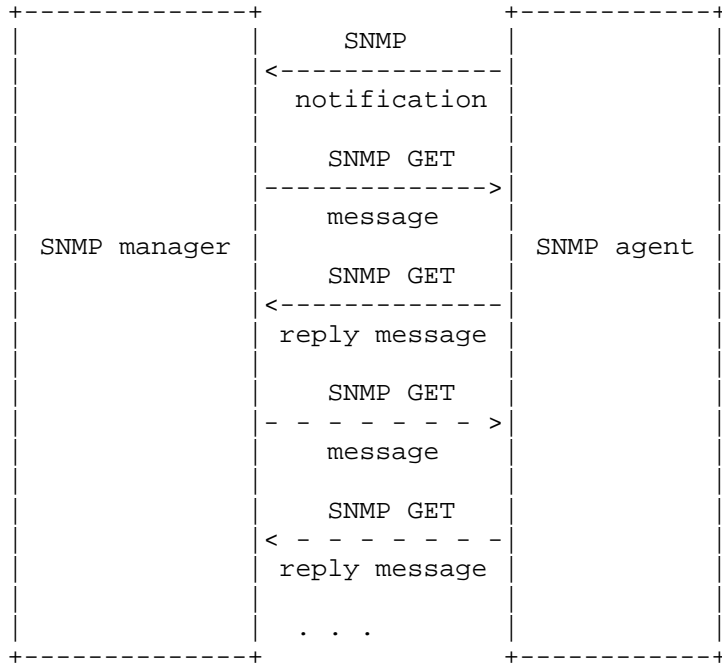 SNMP
notification
SNMP GET
message
SNMP manager SNMP agent
SNMP GET
reply message
SNMP GET
message
SNMP GET
reply message
. . .